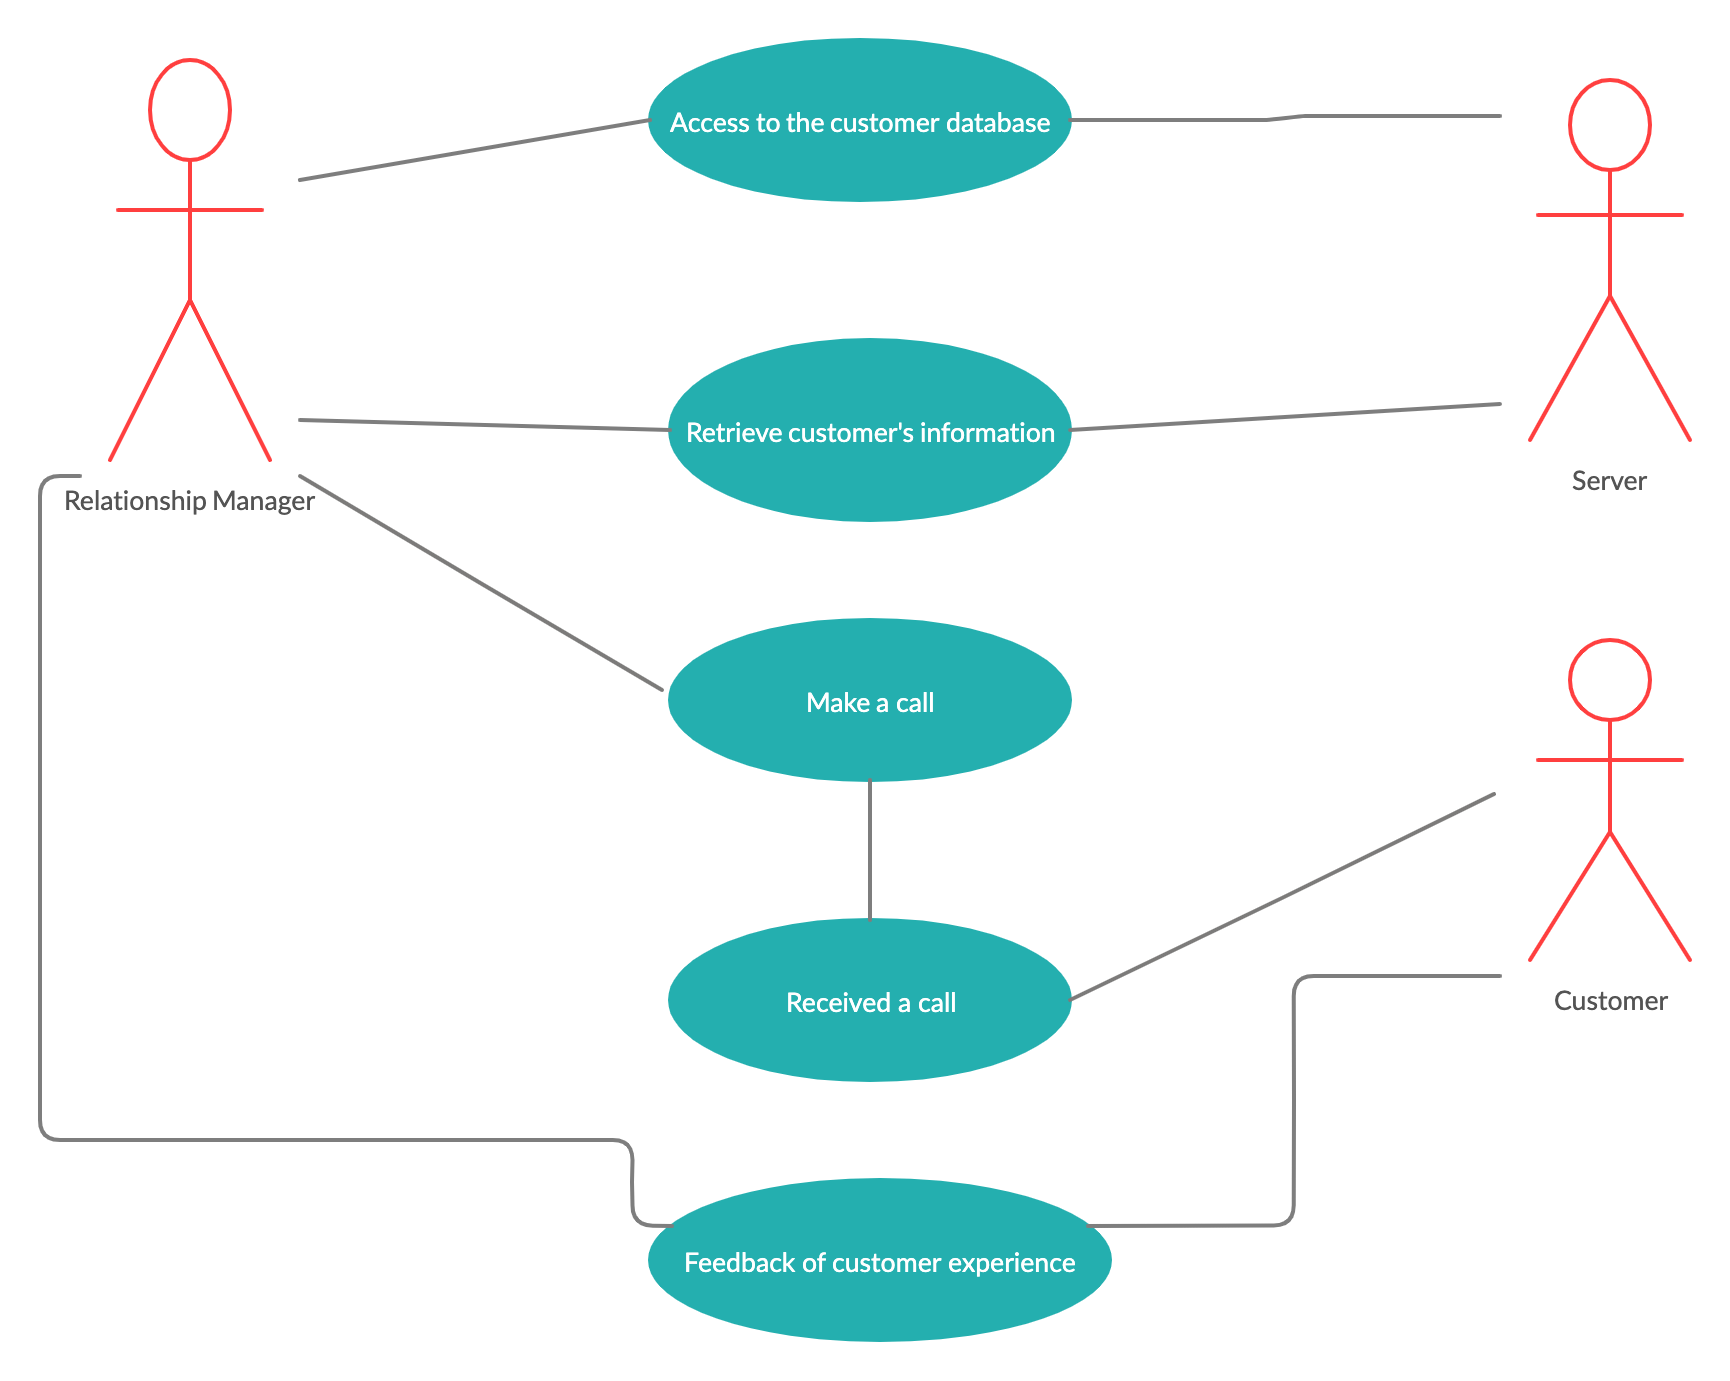 Access to the customer database
Retrieve customer's information
Server
Relationship Manager
Make a call
Received a call
Customer
Feedback of customer experience